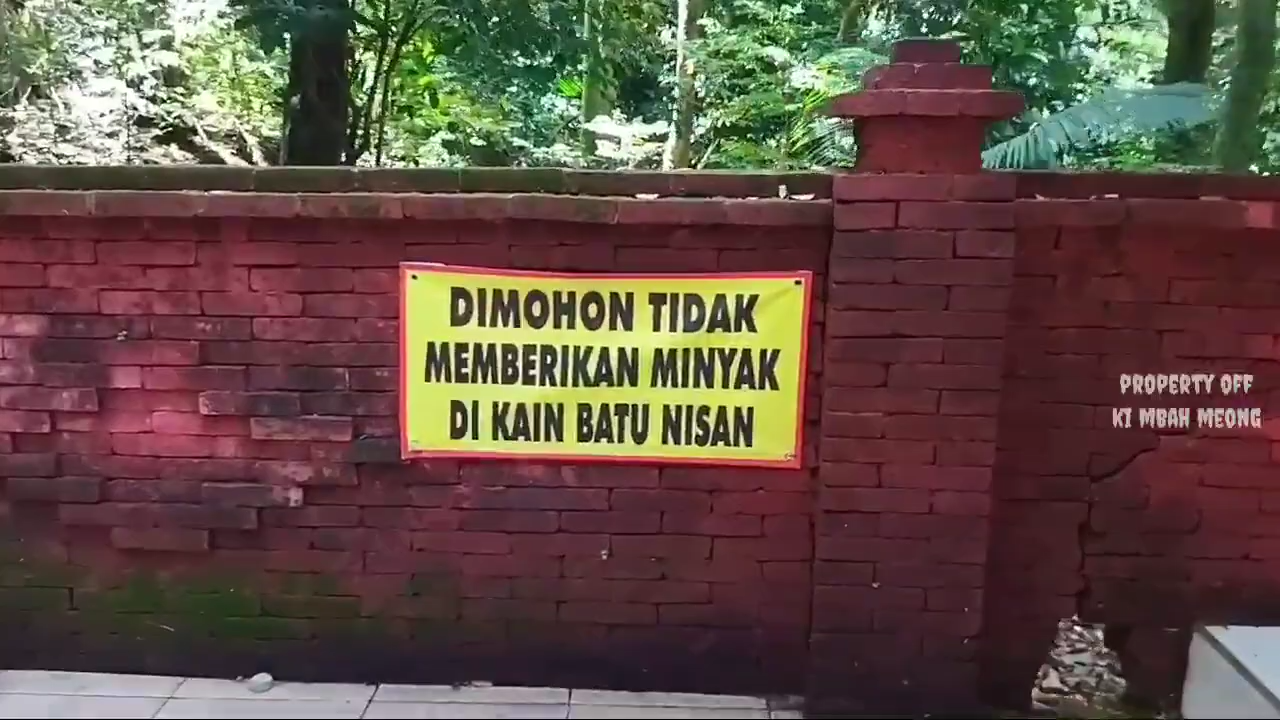 DIMOHON TIDAK
MEMBERIKAN MINYAK
DI KAIN BATU NISAN
PROPERTY OFF
KI MBAH MEONG